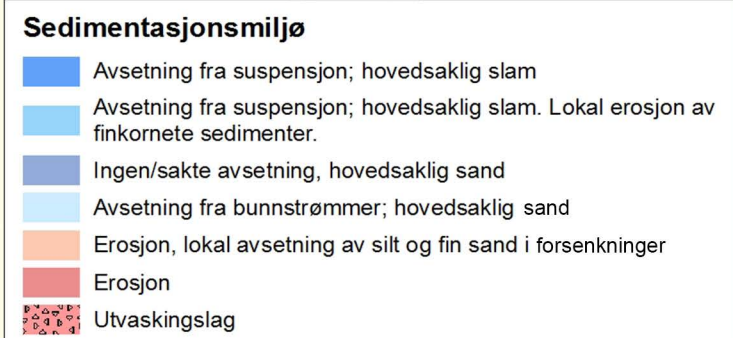 Sedimentasjonsmiljø
Avsetning fra suspensjon; hovedsaklig slam
Avsetning fra suspensjon; hovedsaklig slam. Lokal erosjon av
finkornete sedimenter.
Ingen/sakte avsetning, hovedsaklig sand
Avsetning fra bunnstrømmer; hovedsaklig sand
Erosjon, lokal avsetning av silt og fin sand i forsenkninger
Erosjon
Utvaskingslag